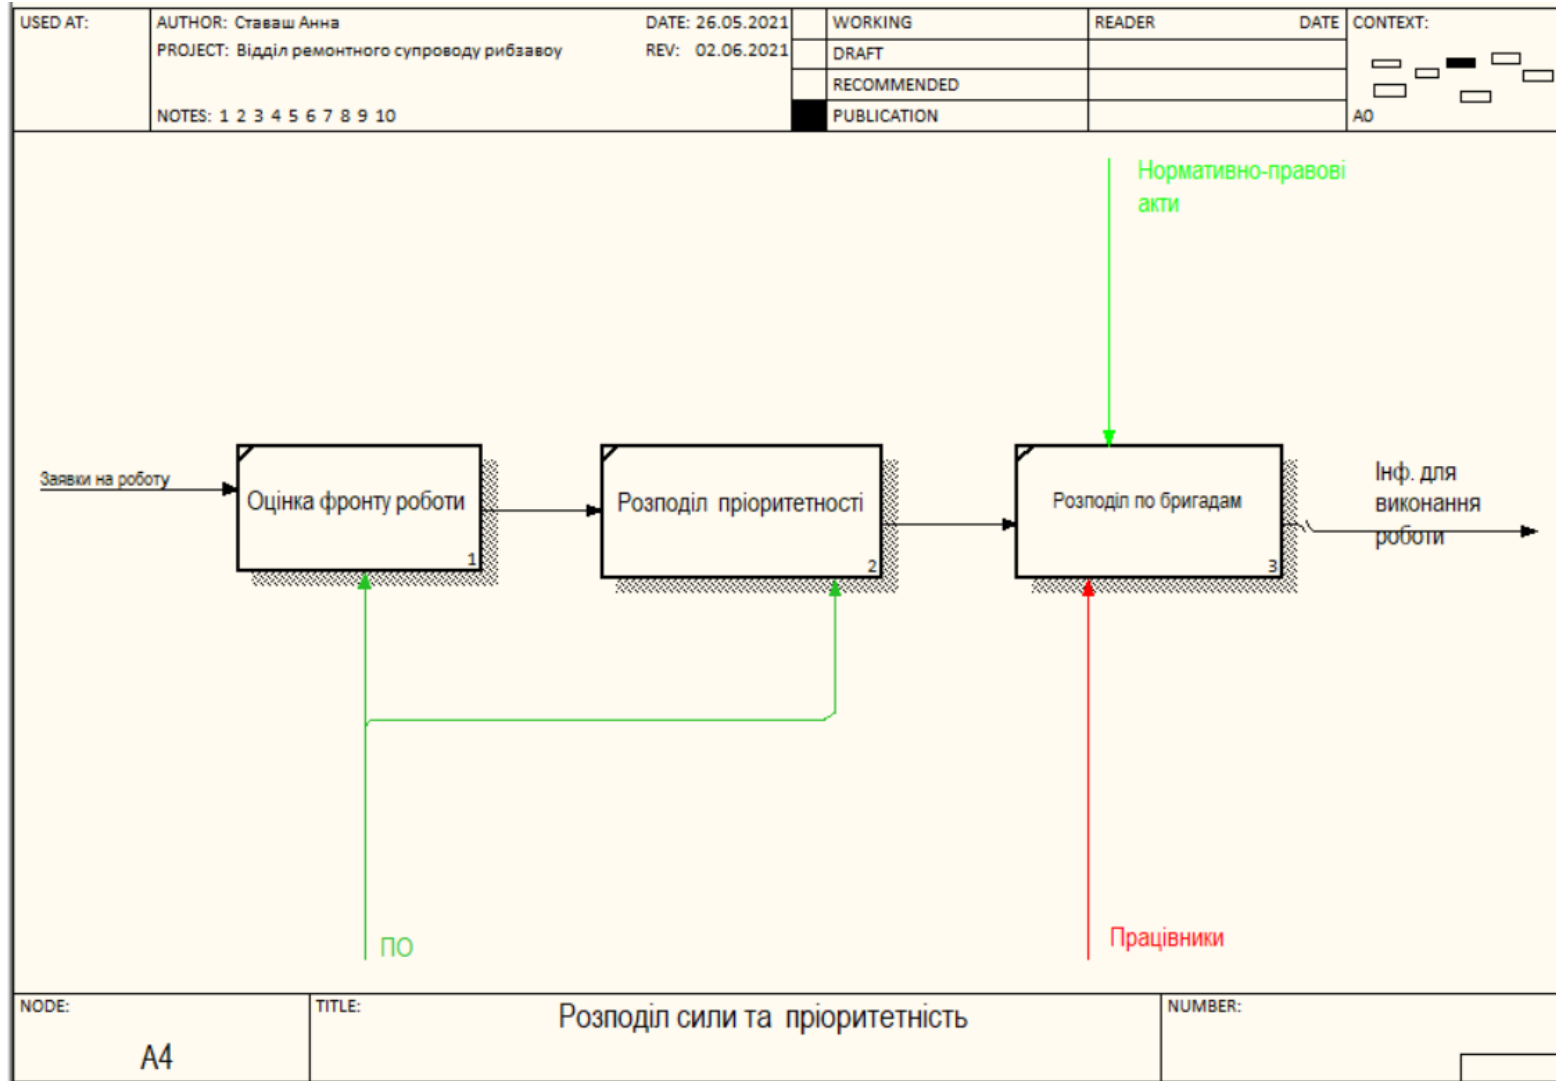 USED AT:
AUTHOR: Ставаш Анна
DATE: 26.05.2021
PROJECT: Відділ ремонтного супроводу рибзавоу
REV: 02.06.2021
NOTES: 1 2 3 4 5 6 7 8 9 10
WORKING
DRAFT
RECOMMENDED
PUBLICATION
READER
DATE
CONTEXT:
A0
Нормативно-правові
акти
Заявки на роботу
Оцінка фронту роботи
1
Розподіл пріоритетності
2
Розподіл по бригадам
3
Інф. для
виконання
роботи
ПО
Працівники
NODE:
A4
TITLE:
Розподіл сили та пріоритетність
NUMBER: